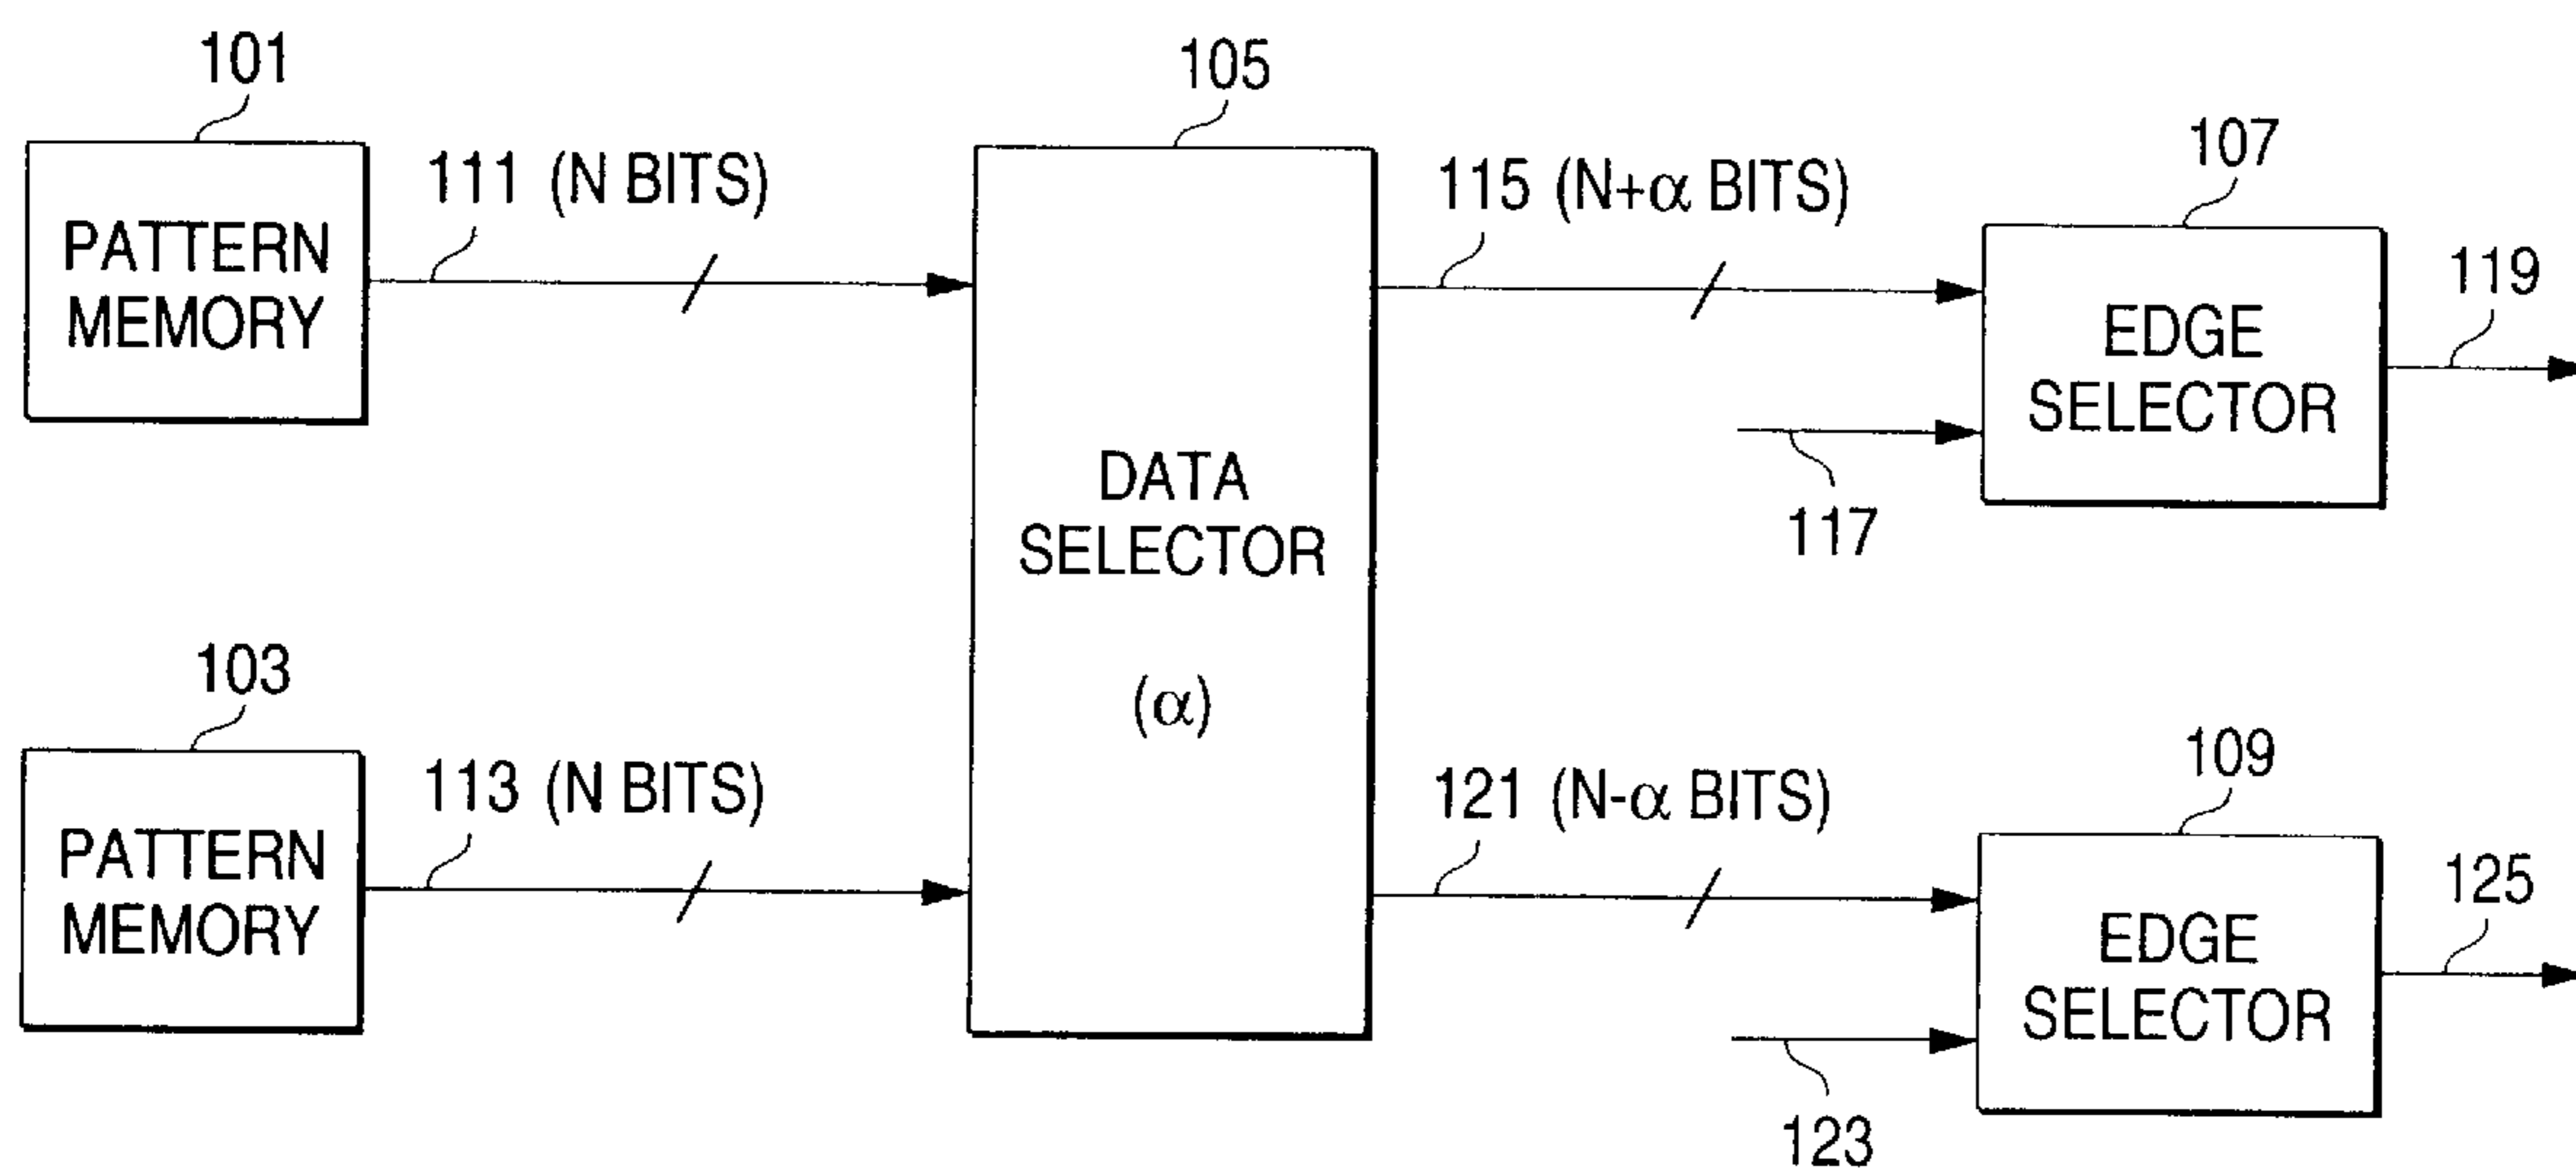 101
PATTERN
MEMORY
111 (N BITS)
105
DATA
SELECTOR
(α)
115 (N+α BITS)
107
EDGE
SELECTOR
117
119
103
PATTERN
MEMORY
113 (N BITS)
121 (N-α BITS)
109
EDGE
SELECTOR
123
125